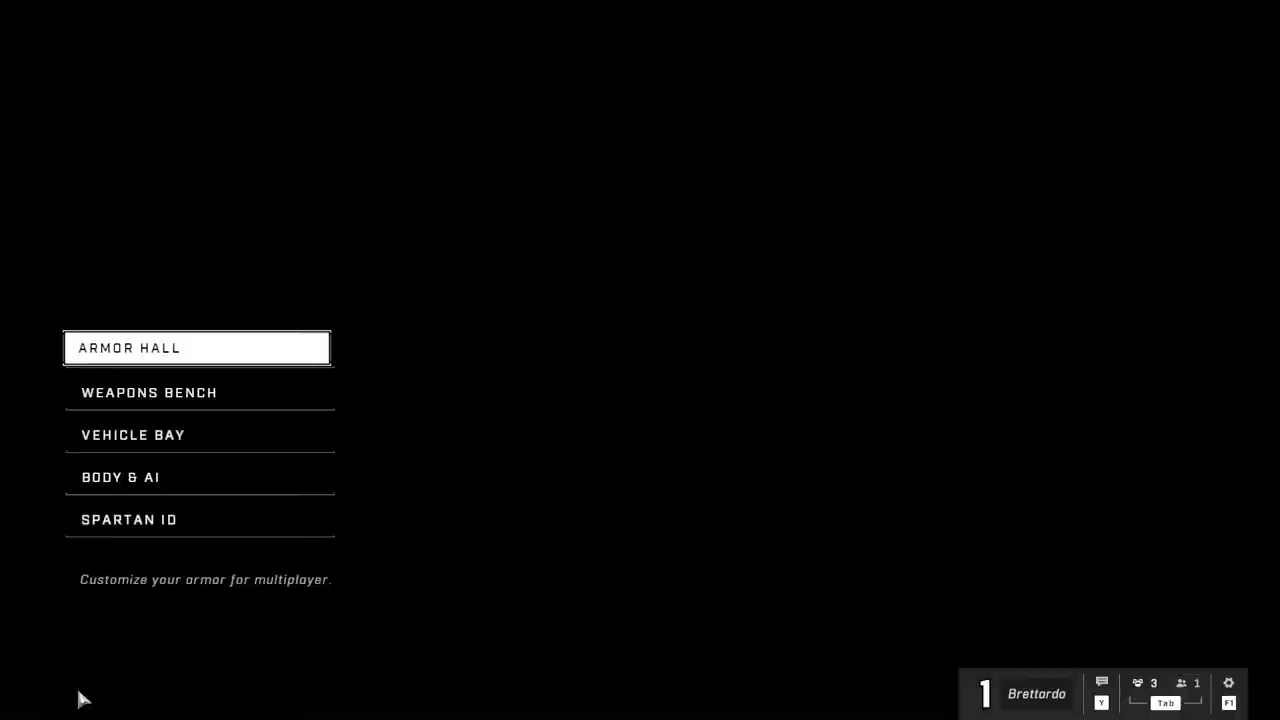 ARMOR HALL
WEAPONS BENCH
VEHICLE BAY
BODY & AI
SPARTAN ID
Customize your armor for multiplayer.
1 Brettardo 3 1
Y Tab F1